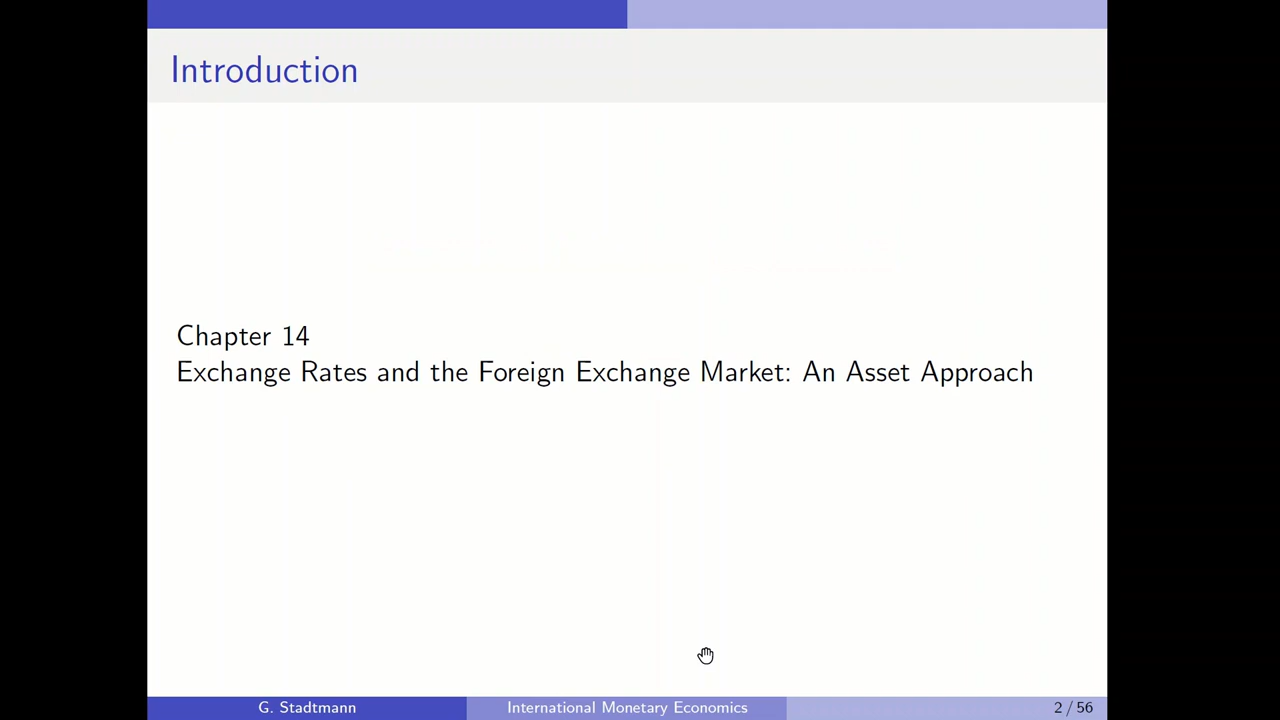 Introduction
Chapter 14
Exchange Rates and the Foreign Exchange Market: An Asset Approach
G. Stadtmann
International Monetary Economics
2 / 56